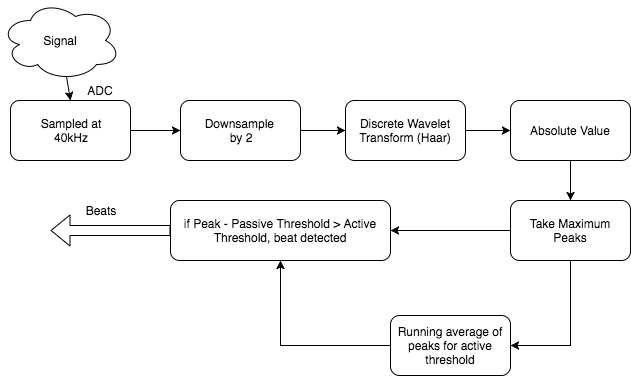 Signal
ADC
Sampled at
40kHz
Downsample
by 2
Discrete Wavelet
Transform (Haar)
Absolute Value
Beats
if Peak - Passive Threshold > Active
Threshold, beat detected
Take Maximum
Peaks
Running average of
peaks for active
threshold